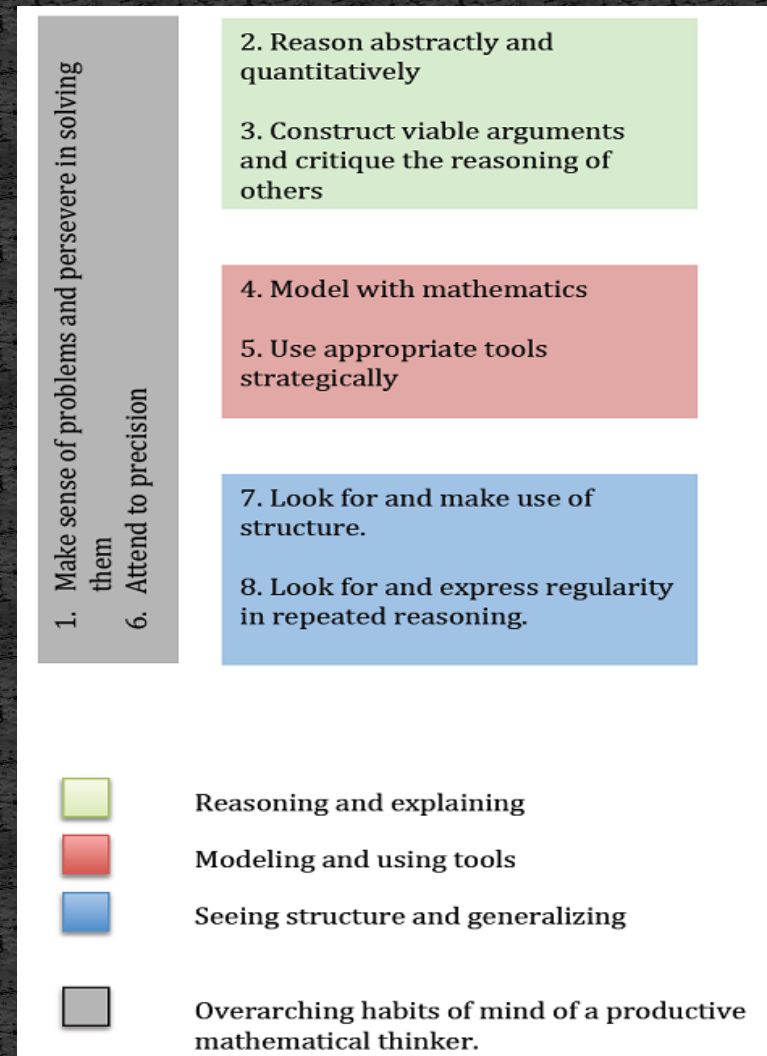 1. Make sense of problems and persevere in solving
them
6. Attend to precision
2. Reason abstractly and
quantitatively
3. Construct viable arguments
and critique the reasoning of
others
4. Model with mathematics
5. Use appropriate tools
strategically
7. Look for and make use of
structure.
8. Look for and express regularity
in repeated reasoning.
Reasoning and explaining
Modeling and using tools
Seeing structure and generalizing
Overarching habits of mind of a productive
mathematical thinker.